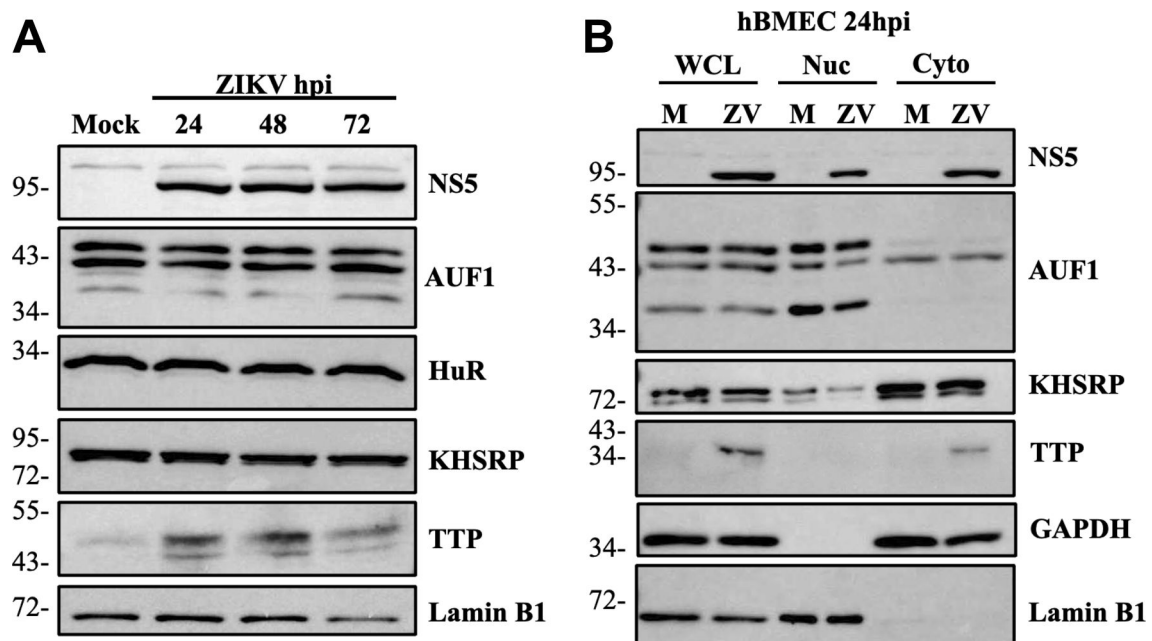 A
ZIKV hpi
Mock 24 48 72
95- NS5
43-
34- AUF1
34- HuR
95-
72- KHSRP
55-
43- TTP
72- Lamin B1
B
hBMEC 24hpi
WCL Nuc Cyto
M ZV M ZV M ZV
95- NS5
55-
43- AUF1
34-
72- KHSRP
43-
34- TTP
34- GAPDH
72- Lamin B1